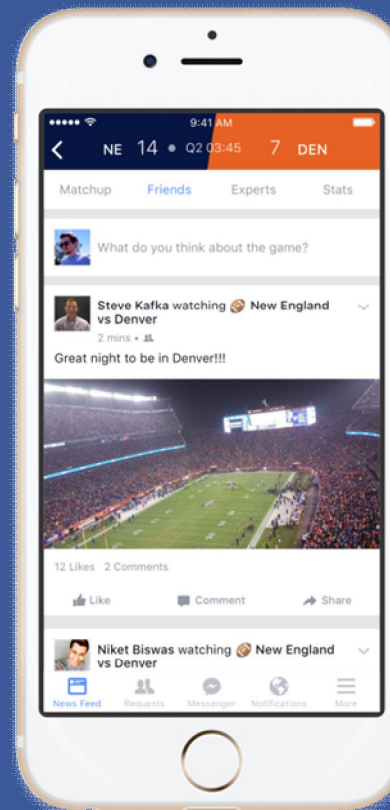 9:41 AM
NE 14 • Q2 03:45 7 DEN
Matchup Friends Experts Stats
What do you think about the game?
Steve Kafka watching 🏈 New England
vs Denver
2 mins •
Great night to be in Denver!!!
12 Likes 2 Comments
Like Comment Share
Niket Biswas watching 🏈 New England
vs Denver
News Feed Requests Messenger Notifications More